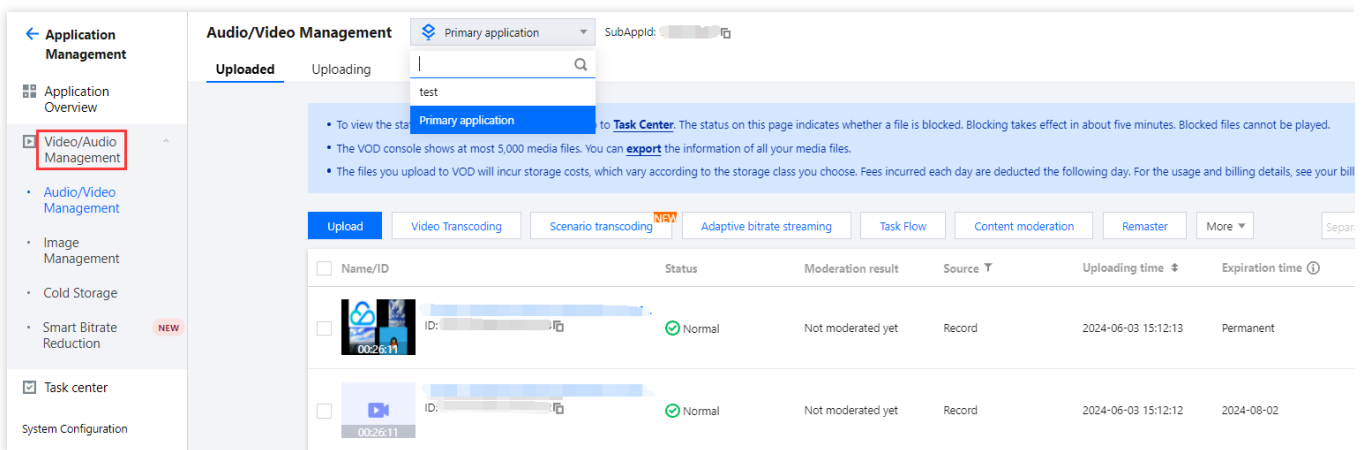 Application
Management
Audio/Video Management
Primary application
SubAppId:
Uploaded
Uploading
test
Primary application
Application
Overview
Video/Audio
Management
Audio/Video
Management
Image
Management
Cold Storage
Smart Bitrate
Reduction
NEW
Task center
System Configuration
• To view the sta to Task Center. The status on this page indicates whether a file is blocked. Blocking takes effect in about five minutes. Blocked files cannot be played.
• The VOD console shows at most 5,000 media files. You can export the information of all your media files.
• The files you upload to VOD will incur storage costs, which vary according to the storage class you choose. Fees incurred each day are deducted the following day. For the usage and billing details, see your bill
Upload
Video Transcoding
Scenario transcoding
NEW
Adaptive bitrate streaming
Task Flow
Content moderation
Remaster
More
Separ
Name/ID
Status
Moderation result
Source
Uploading time
Expiration time
00:26:11
ID:
Normal
Not moderated yet
Record
2024-06-03 15:12:13
Permanent
00:26:11
ID:
Normal
Not moderated yet
Record
2024-06-03 15:12:12
2024-08-02